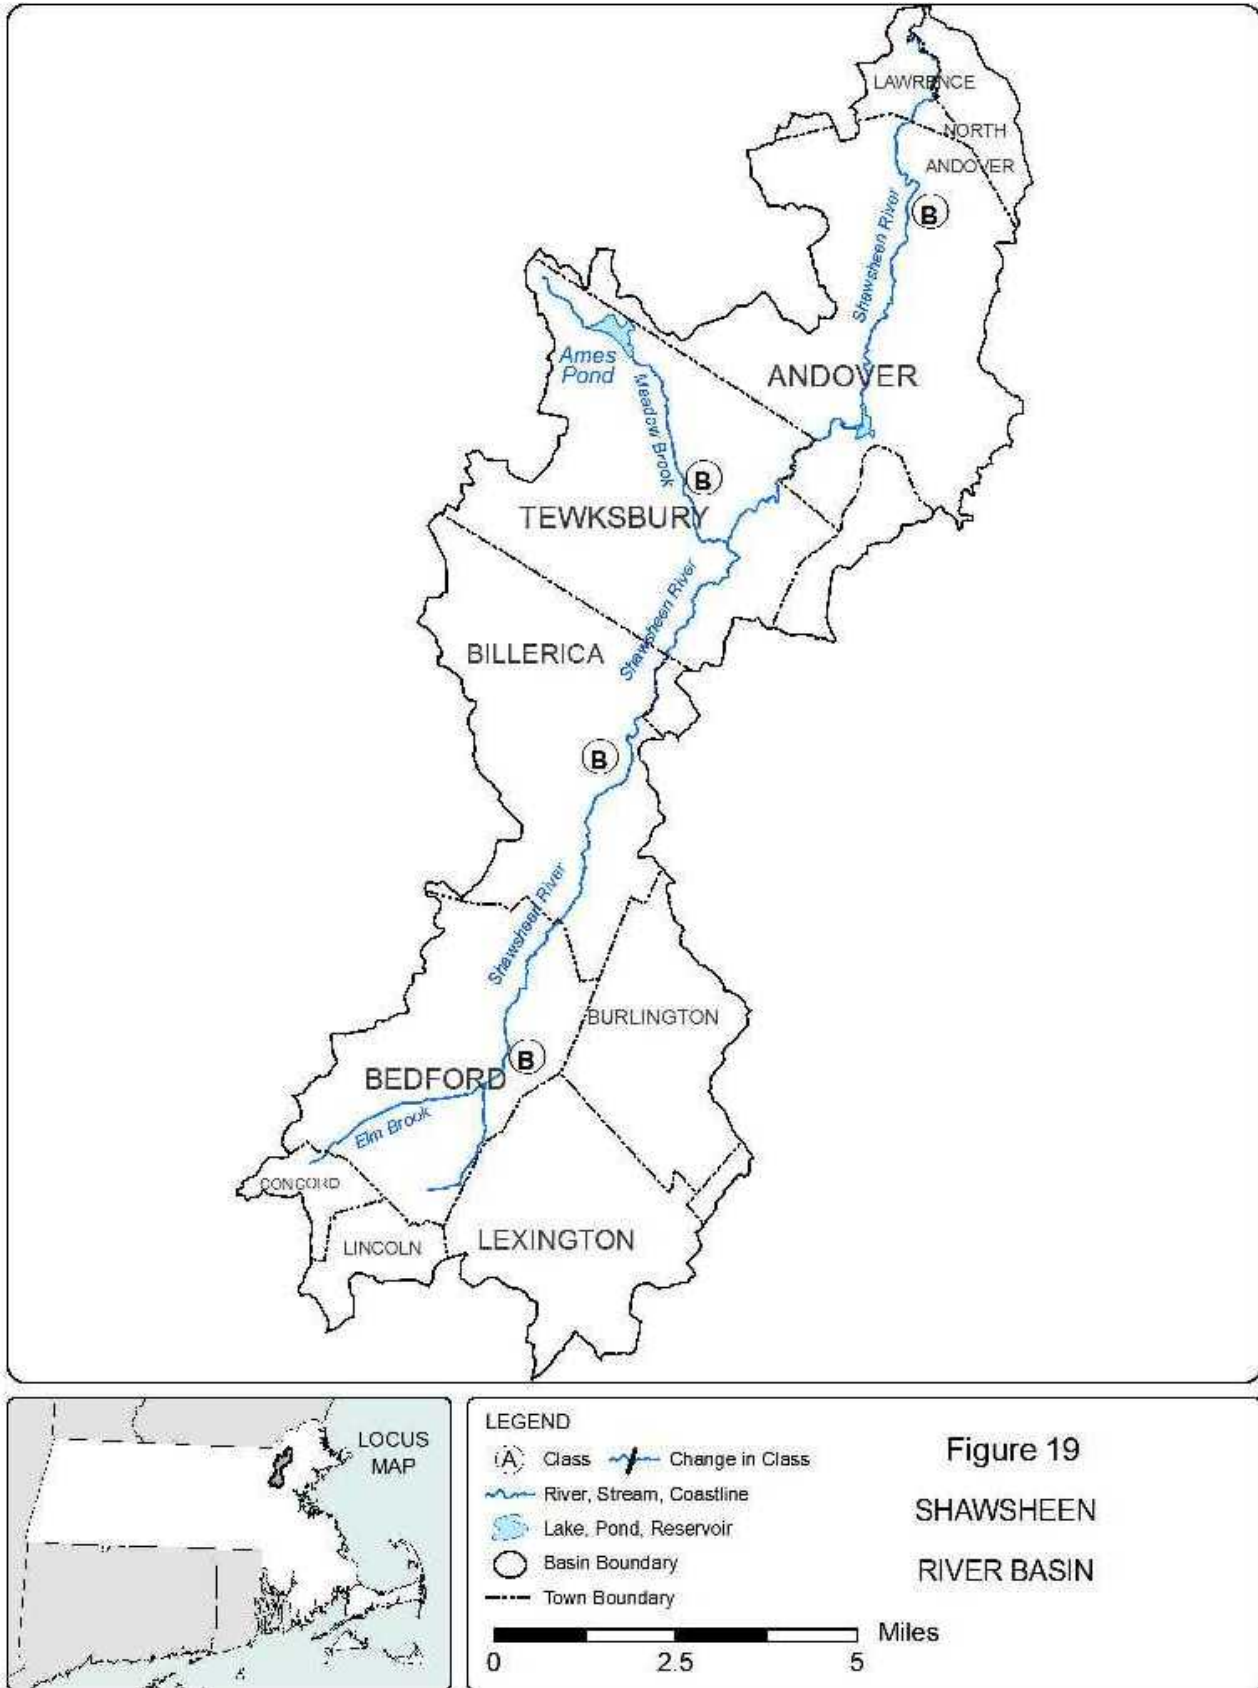 LAWRENCE
NORTH
ANDOVER
B
Shawsheen River
Ames
Pond
Meadow Brook
ANDOVER
B
TEWKSBURY
Shawsheen River
BILLERICA
B
Shawsheen River
BURLINGTON
B
BEDFORD
Elm Brook
CONCORD
LINCOLN
LEXINGTON
LOCUS
MAP
LEGEND
A Class Change in Class
River, Stream, Coastline
Lake, Pond, Reservoir
Basin Boundary
Town Boundary
0 2.5 5 Miles
Figure 19
SHAWSHEEN
RIVER BASIN